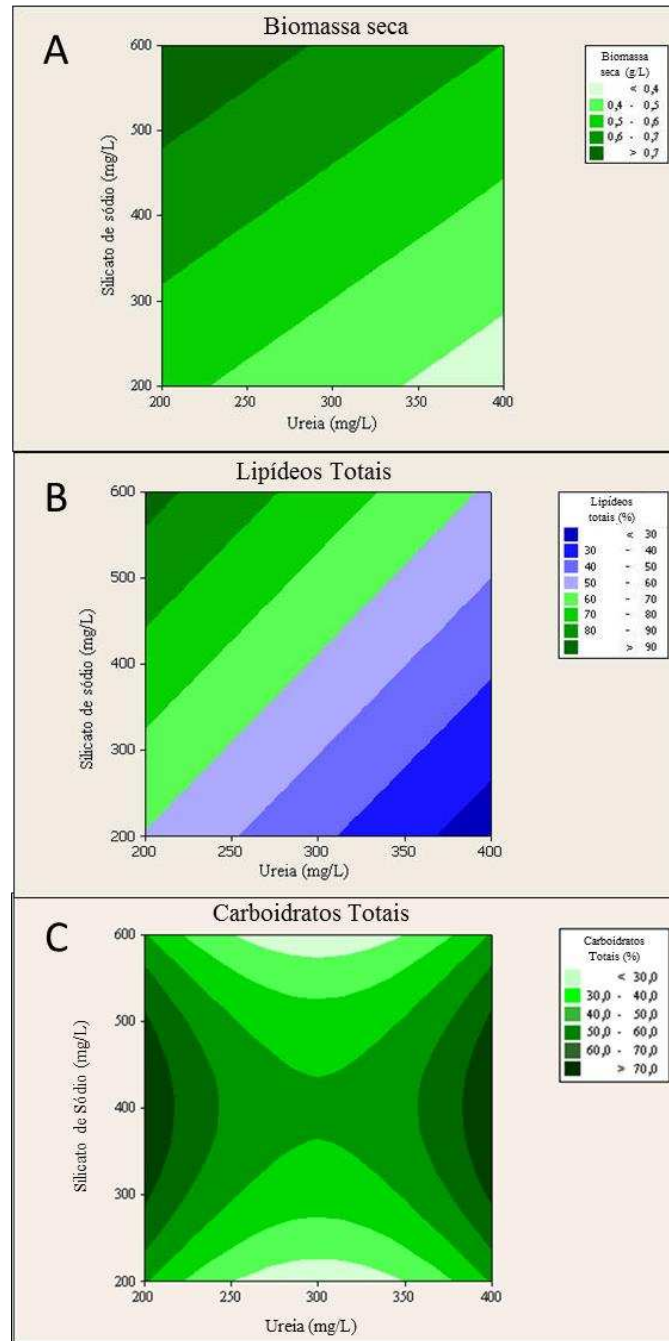 A
Biomassa seca
Biomassa
seca (g/L)
< 0,4
0,4 - 0,5
0,5 - 0,6
0,6 - 0,7
> 0,7
Silicato de sódio (mg/L)
600
500
400
300
200
200 250 300 350 400
Ureia (mg/L)
B
Lipídeos Totais
Lipídeos
totais (%)
< 30
30 - 40
40 - 50
50 - 60
60 - 70
70 - 80
80 - 90
> 90
Silicato de sódio (mg/L)
600
500
400
300
200
200 250 300 350 400
Ureia (mg/L)
C
Carboidratos Totais
Carboidratos
Totais (%)
< 30,0
30,0 - 40,0
40,0 - 50,0
50,0 - 60,0
60,0 - 70,0
> 70,0
Silicato de Sódio (mg/L)
600
500
400
300
200
200 250 300 350 400
Ureia (mg/L)